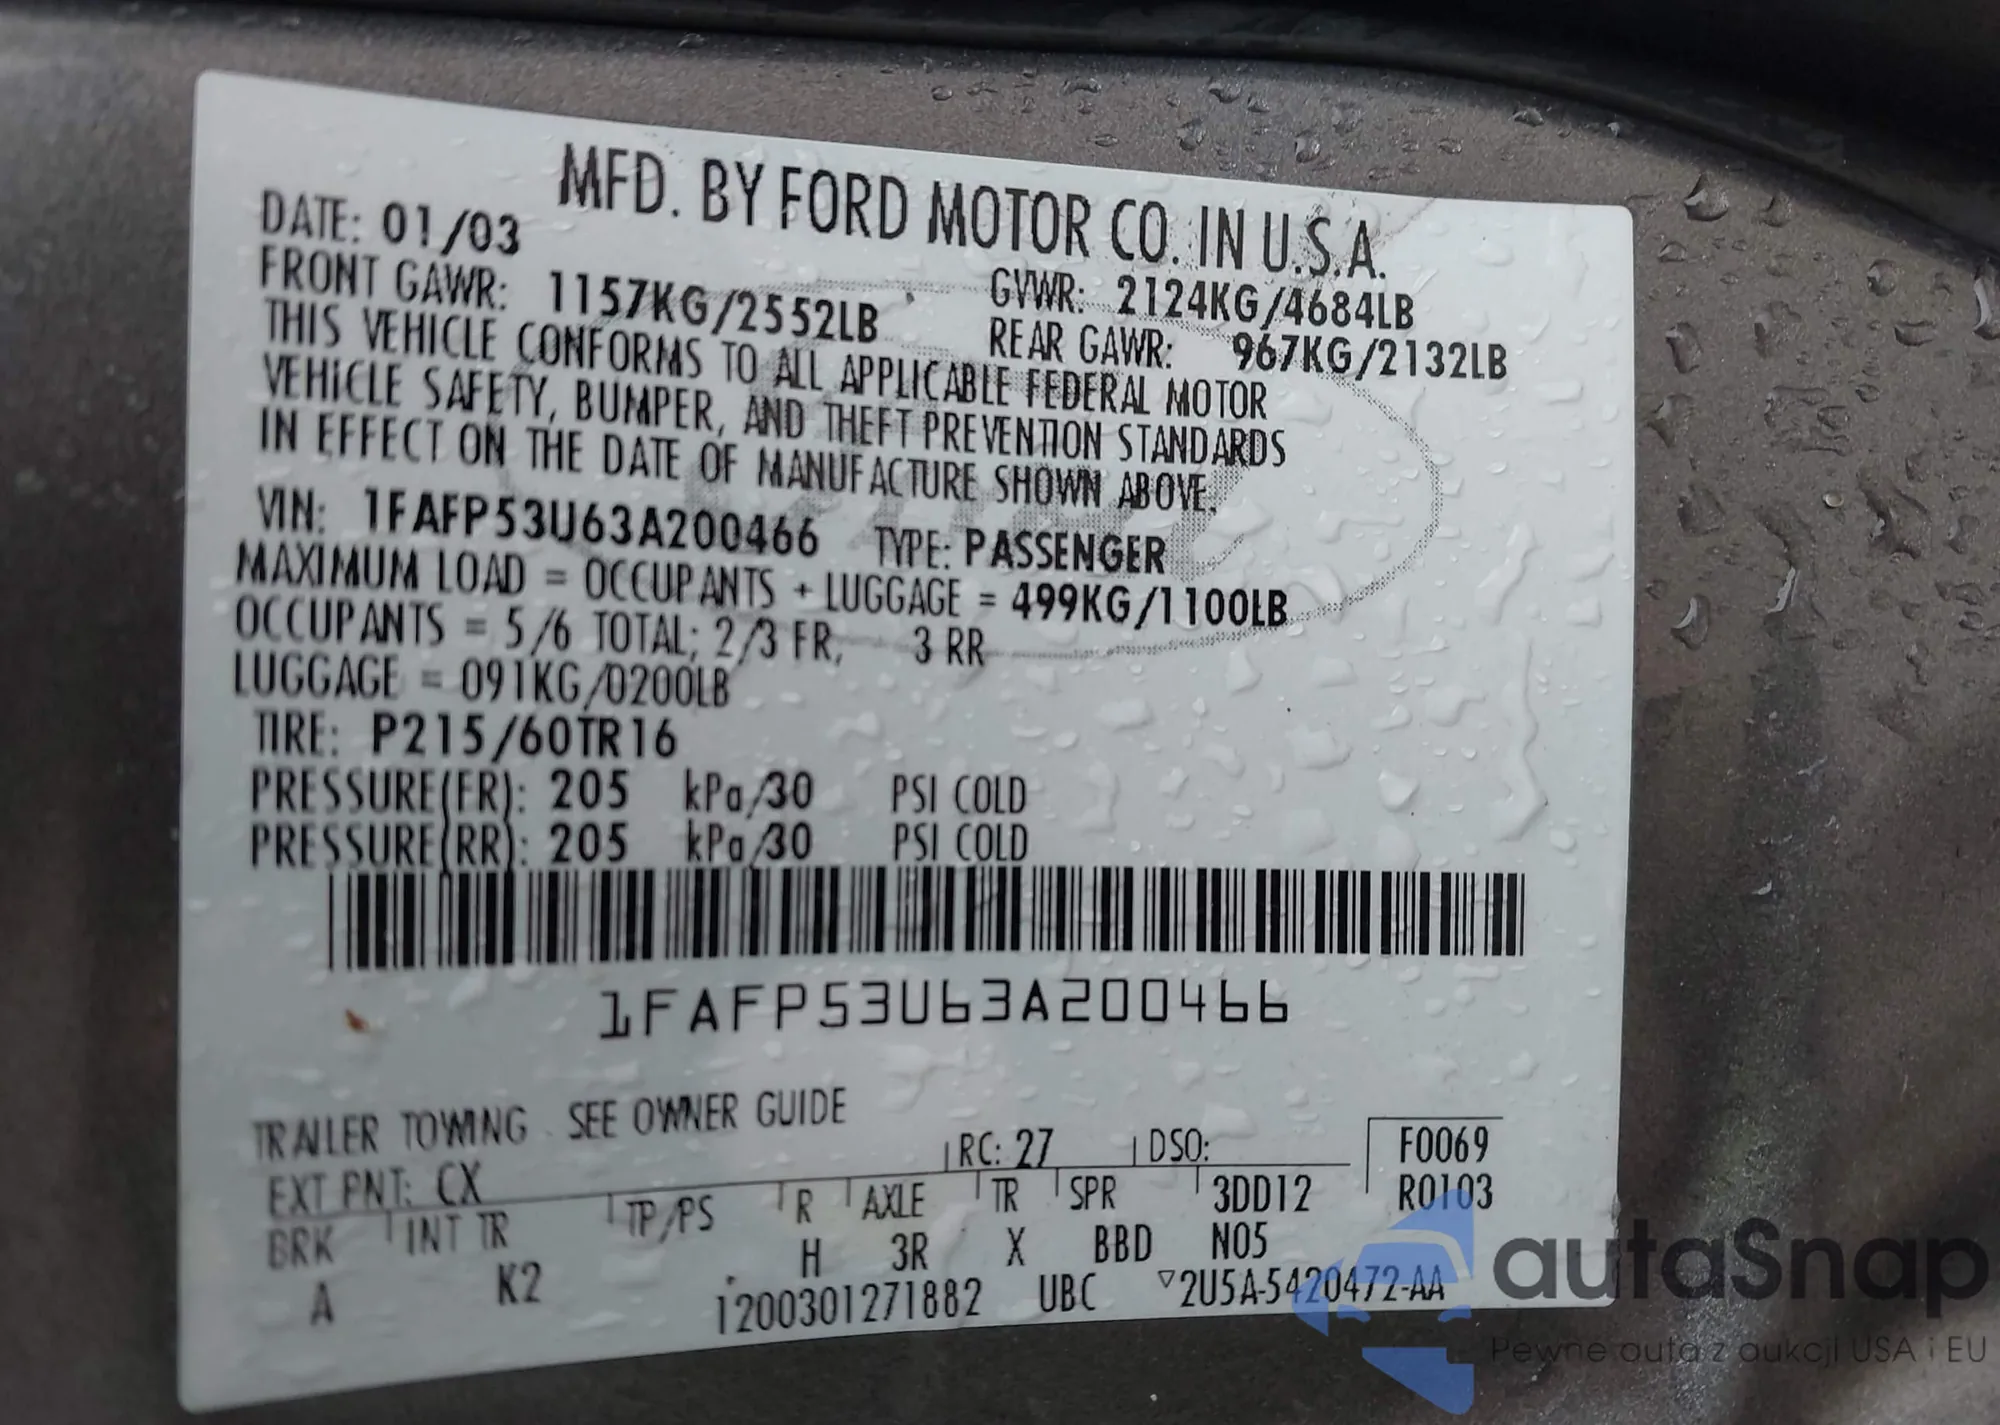 MFD. BY FORD MOTOR CO. IN U.S.A.
DATE: 01/03
FRONT GAWR: 1157KG/2552LB
GVWR: 2124KG/4684LB
REAR GAWR: 967KG/2132LB
THIS VEHICLE CONFORMS TO ALL APPLICABLE FEDERAL MOTOR
VEHICLE SAFETY, BUMPER, AND THEFT PREVENTION STANDARDS
IN EFFECT ON THE DATE OF MANUFACTURE SHOWN ABOVE.
VIN: 1FAFP53U63A200466 TYPE: PASSENGER
MAXIMUM LOAD = OCCUPANTS + LUGGAGE = 499KG/1100LB
OCCUPANTS = 5/6 TOTAL; 2/3 FR, 3 RR
LUGGAGE = 091KG/0200LB
TIRE: P215/60TR16
PRESSURE(FR): 205 kPa/30 PSI COLD
PRESSURE(RR): 205 kPa/30 PSI COLD
1FAFP53U63A200466
TRAILER TOWING - SEE OWNER GUIDE
EXT PNT: CX RC: 27 DSO: F0069
BRK INT TR TP/PS R AXLE TR SPR 3DD12 R0103
A K2 H 3R X BBD N05
1200301271882 UBC ▽2U5A-5420472-AA
autaSnap
Pewne auta z aukcji USA i EU